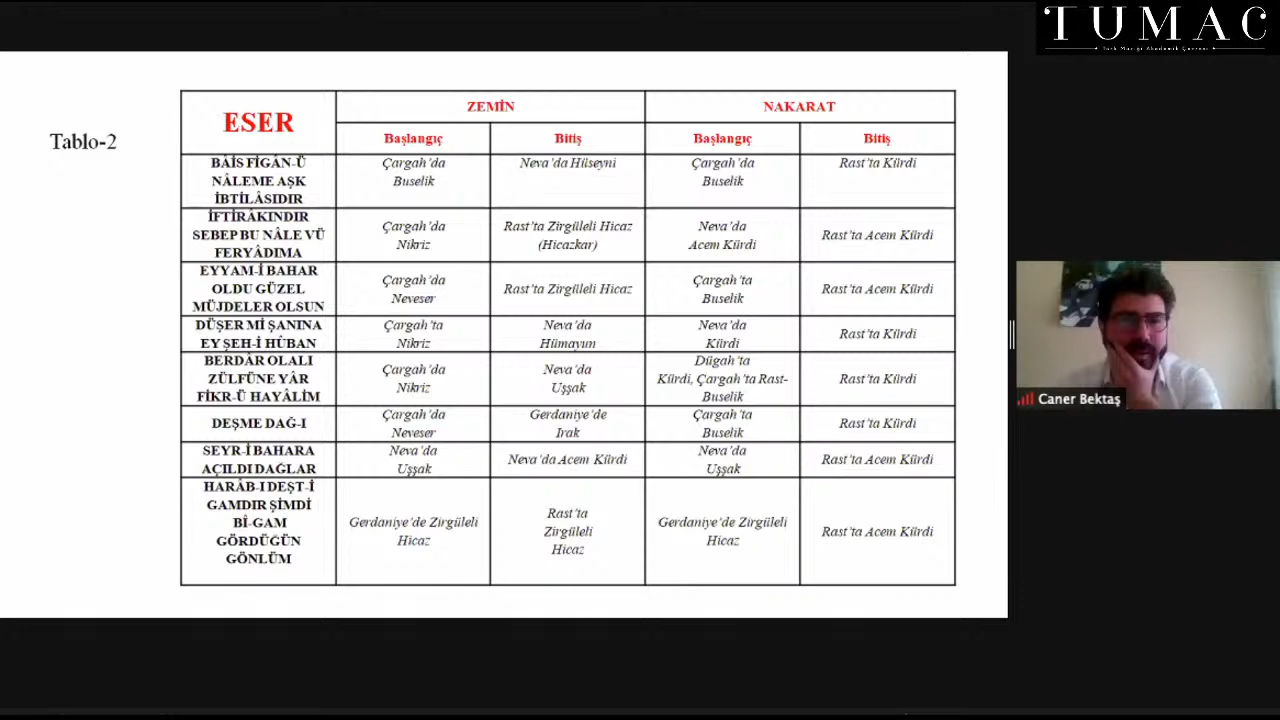 TUMAC
Türk Müziği Akademik Çevresi
Tablo-2
ESER
ZEMİN
NAKARAT
Başlangıç
Bitiş
Başlangıç
Bitiş
BÂİS FİGÂN-Ü
NÂLEME AŞK
İBTİLÂSIDIR
Çargah’da
Buselik
Neva’da Hüseyni
Çargah’da
Buselik
Rast’ta Kürdi
İFTİRÂKINDIR
SEBEP BU NÂLE VÜ
FERYÂDIMA
Çargah’da
Nikriz
Rast’ta Zirgülleli Hicaz
(Hicazkar)
Neva’da
Acem Kürdi
Rast’ta Acem Kürdi
EYYAM-İ BAHAR
OLDU GÜZEL
MÜJDELER OLSUN
Çargah’da
Neveser
Rast’ta Zirgülleli Hicaz
Çargah’ta
Buselik
Rast’ta Acem Kürdi
DÜŞER Mİ ŞANINA
EY ŞEH-İ HÛBAN
Çargah’ta
Nikriz
Neva’da
Hümayun
Neva’da
Kürdi
Rast’ta Kürdi
BERDÂR OLALI
ZÜLFÜNE YÂR
FİKR-Ü HAYÂLİM
Çargah’da
Nikriz
Neva’da
Uşşak
Dügah’ta
Kürdi, Çargah’ta Rast-
Buselik
Rast’ta Kürdi
DEŞME DAĞ-I
Çargah’da
Neveser
Gerdaniye’de
Irak
Çargah’ta
Buselik
Rast’ta Kürdi
SEYR-İ BAHARA
AÇILDI DAĞLAR
Neva’da
Uşşak
Neva’da Acem Kürdi
Neva’da
Uşşak
Rast’ta Acem Kürdi
HARÂB-I DEŞT-İ
GAMDIR ŞİMDİ
BÎ-GAM
GÖRDÜĞÜN
GÖNLÜM
Gerdaniye’de Zirgüleli
Hicaz
Rast’ta
Zirgüleli
Hicaz
Gerdaniye’de Zirgüleli
Hicaz
Rast’ta Acem Kürdi
Caner Bektaş